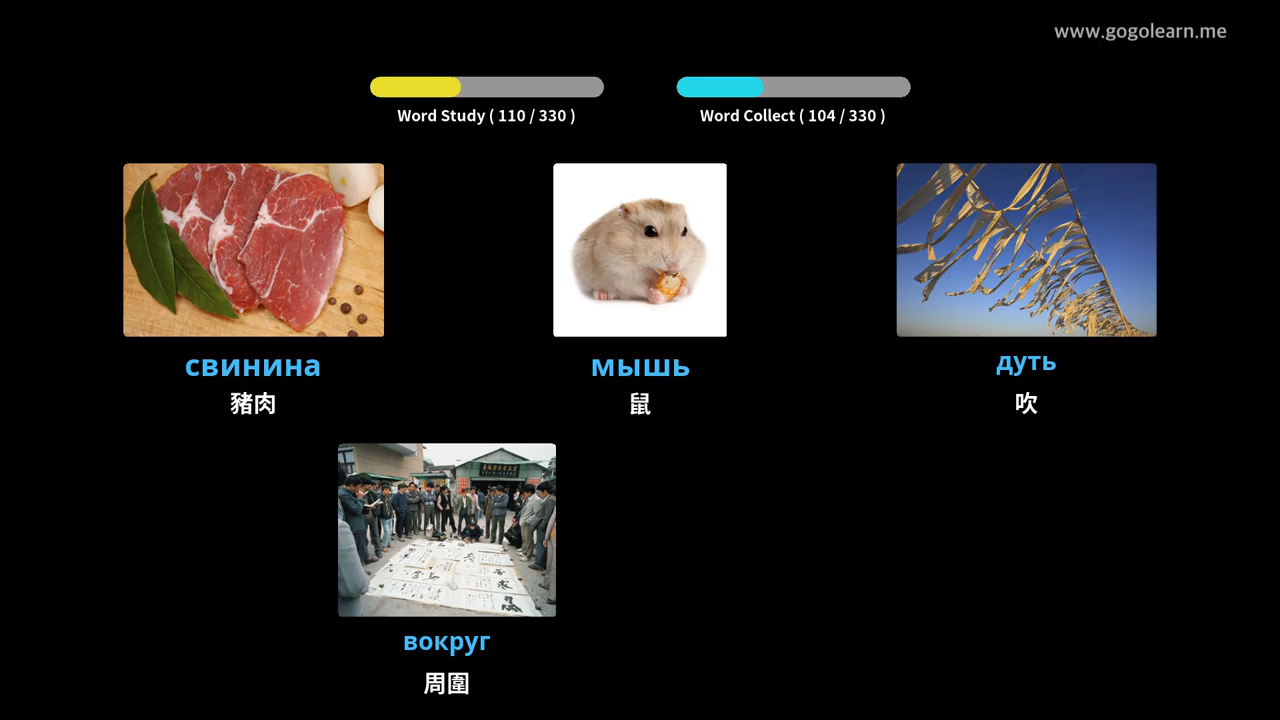 www.gogolearn.me
Word Study ( 110 / 330 )
Word Collect ( 104 / 330 )
свинина
豬肉
мышь
鼠
дуть
吹
вокруг
周圍